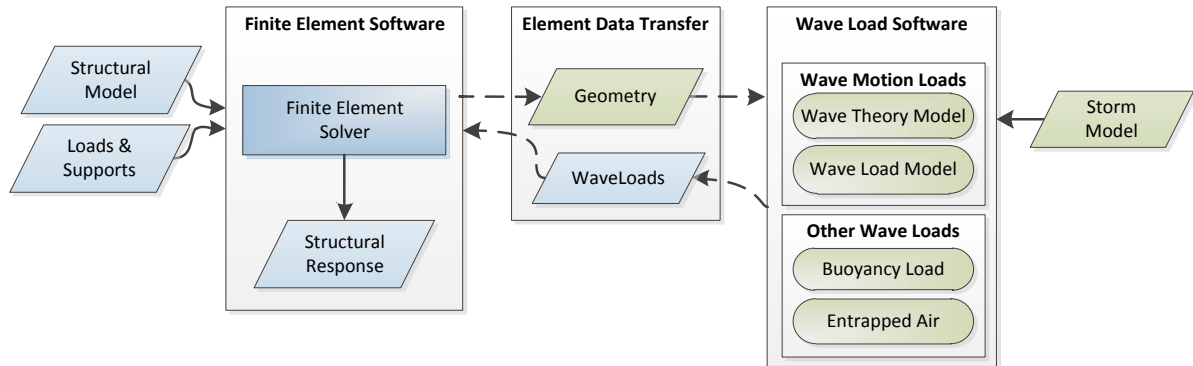 Finite Element Software
Element Data Transfer
Wave Load Software
Structural
Model
Loads &
Supports
Finite Element
Solver
Structural
Response
Geometry
WaveLoads
Wave Motion Loads
Wave Theory Model
Wave Load Model
Other Wave Loads
Buoyancy Load
Entrapped Air
Storm
Model